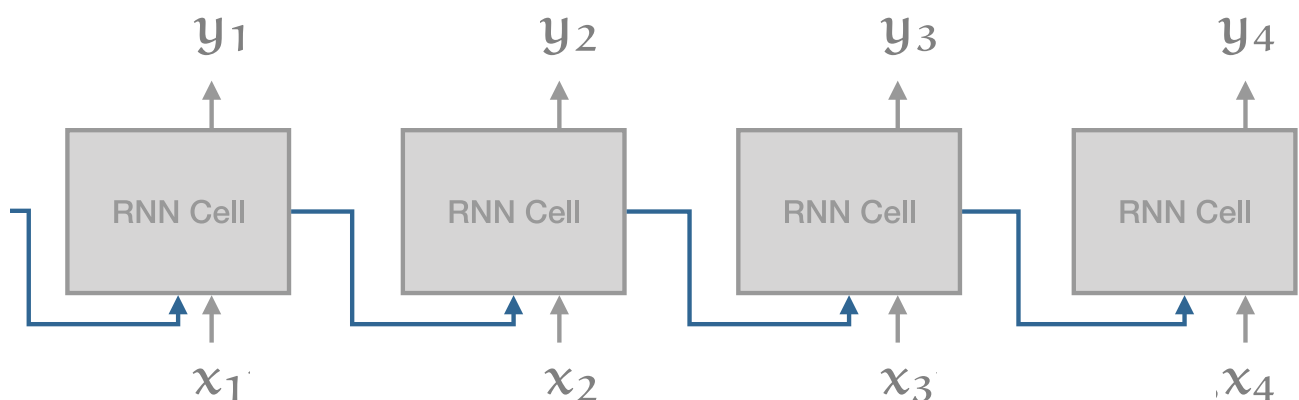 y1 y2 y3 y4
RNN Cell RNN Cell RNN Cell RNN Cell
x1 x2 x3 x4